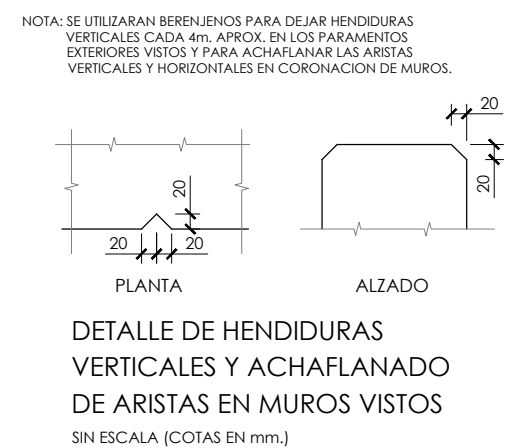 NOTA: SE UTILIZARAN BERENJENOS PARA DEJAR HENDIDURAS
VERTICALES CADA 4m. APROX. EN LOS PARAMENTOS
EXTERIORES VISTOS Y PARA ACHAFLANAR LAS ARISTAS
VERTICALES Y HORIZONTALES EN CORONACION DE MUROS.
20
20
20
20 20
PLANTA
ALZADO
DETALLE DE HENDIDURAS
VERTICALES Y ACHAFLANADO
DE ARISTAS EN MUROS VISTOS
SIN ESCALA (COTAS EN mm.)